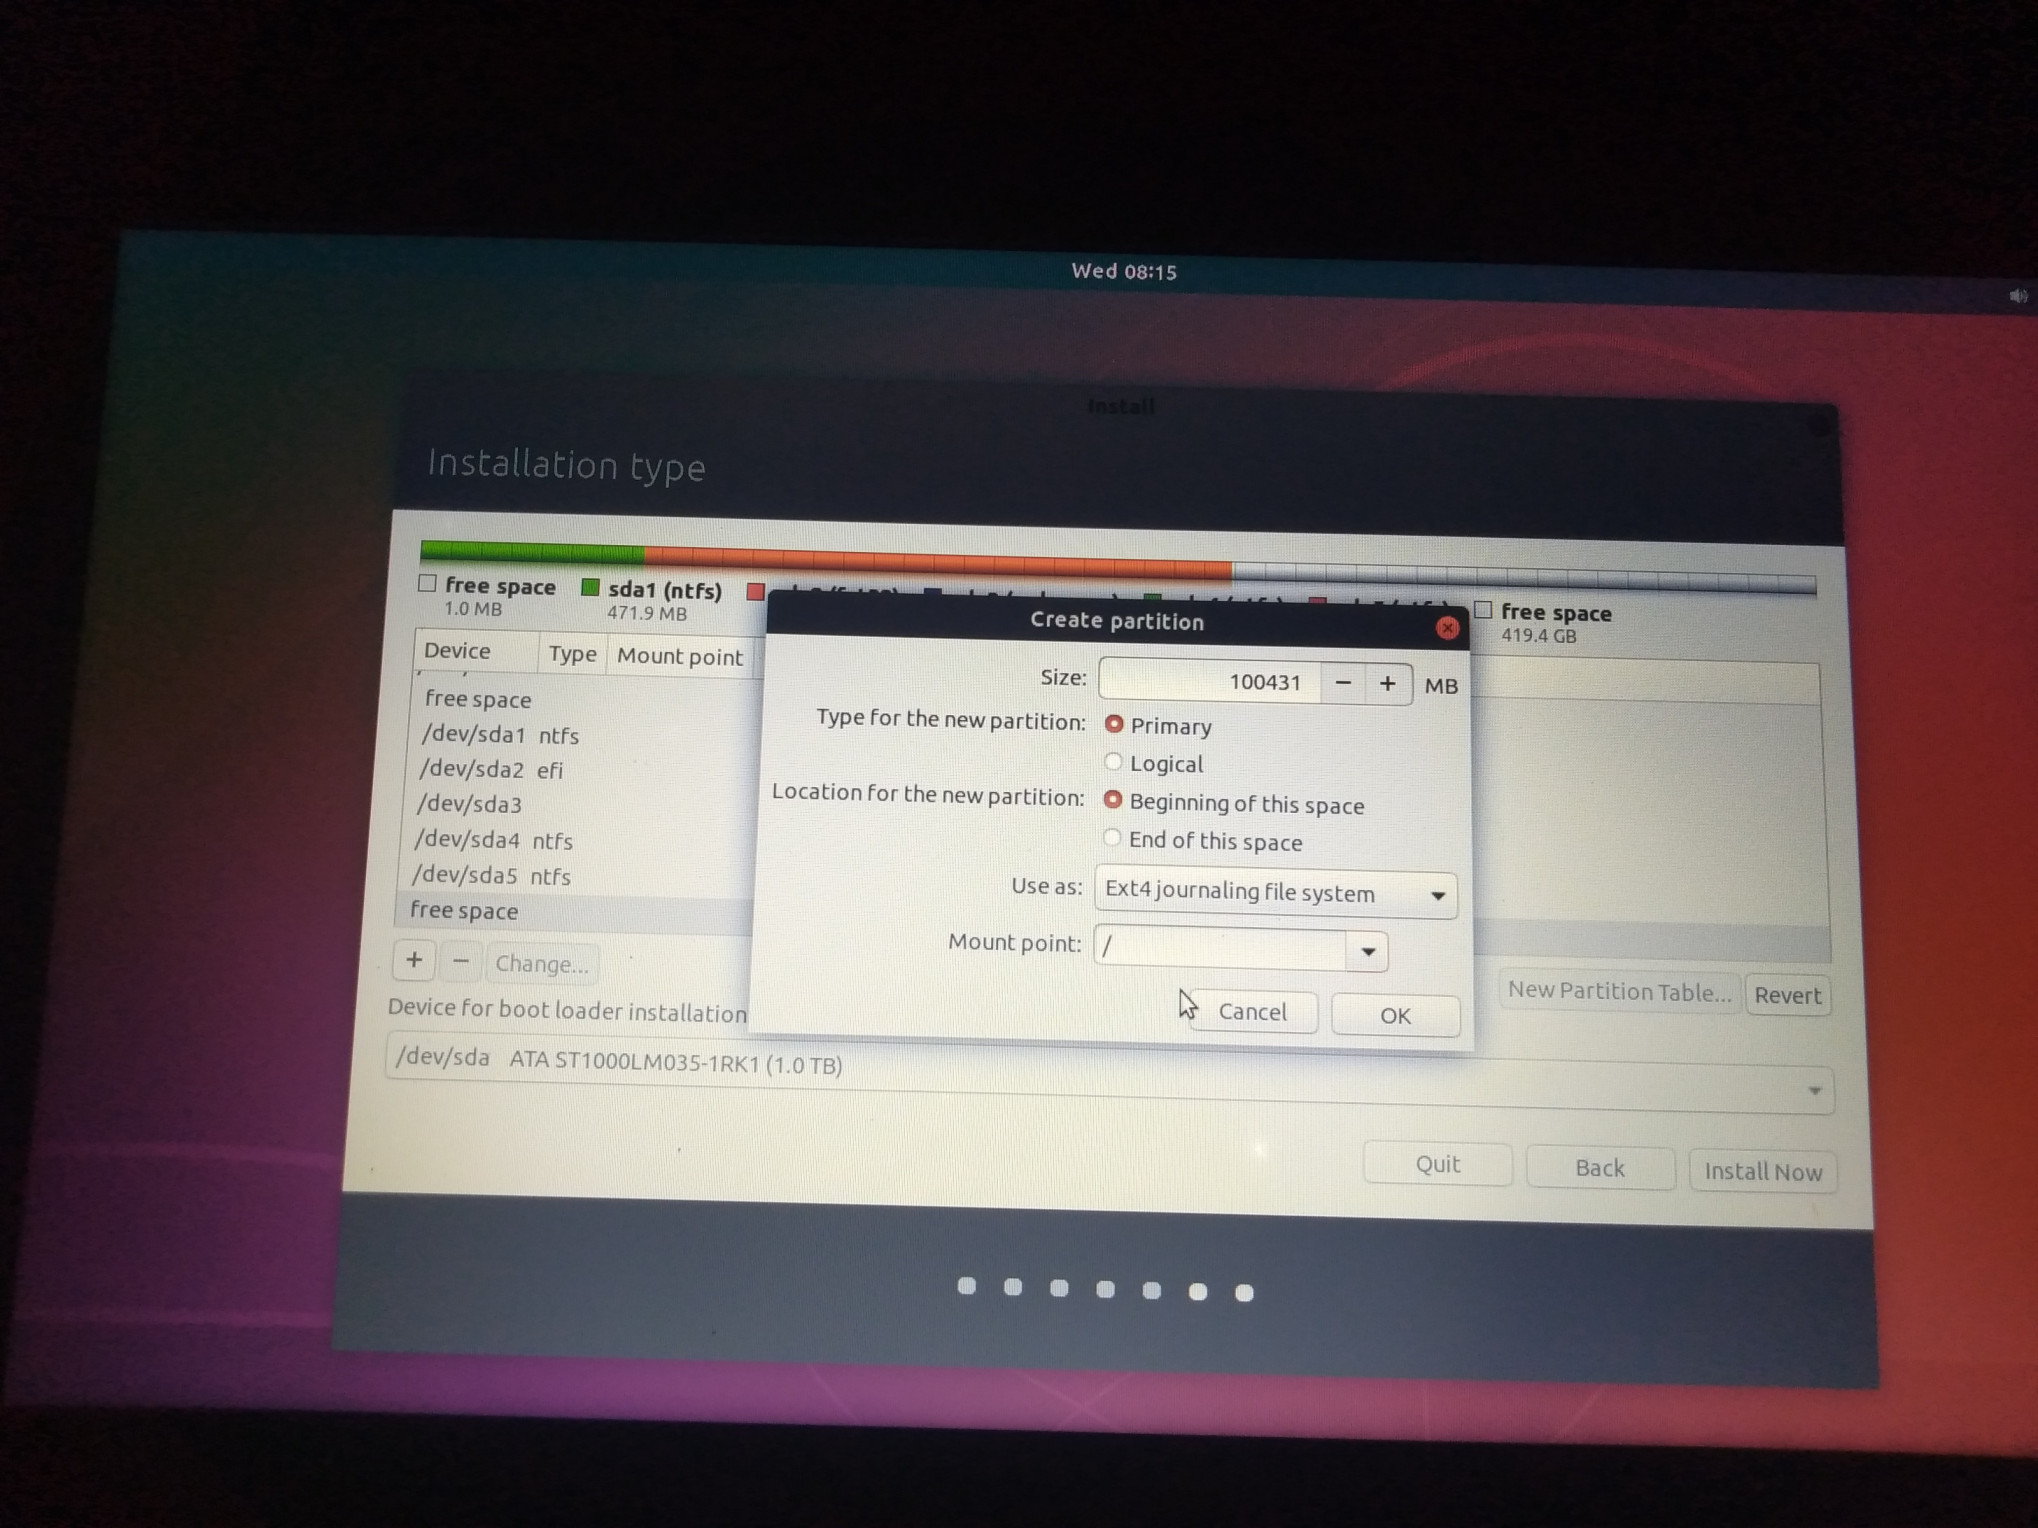 Wed 08:15
Install
Installation type
free space
1.0 MB
sda1 (ntfs)
471.9 MB
free space
419.4 GB
Device Type Mount point
free space
/dev/sda1 ntfs
/dev/sda2 efi
/dev/sda3
/dev/sda4 ntfs
/dev/sda5 ntfs
free space
+ − Change...
New Partition Table... Revert
Device for boot loader installation
/dev/sda ATA ST1000LM035-1RK1 (1.0 TB)
Quit Back Install Now
Create partition
Size: 100431 − + MB
Type for the new partition: Primary
Logical
Location for the new partition: Beginning of this space
End of this space
Use as: Ext4 journaling file system
Mount point: /
Cancel OK